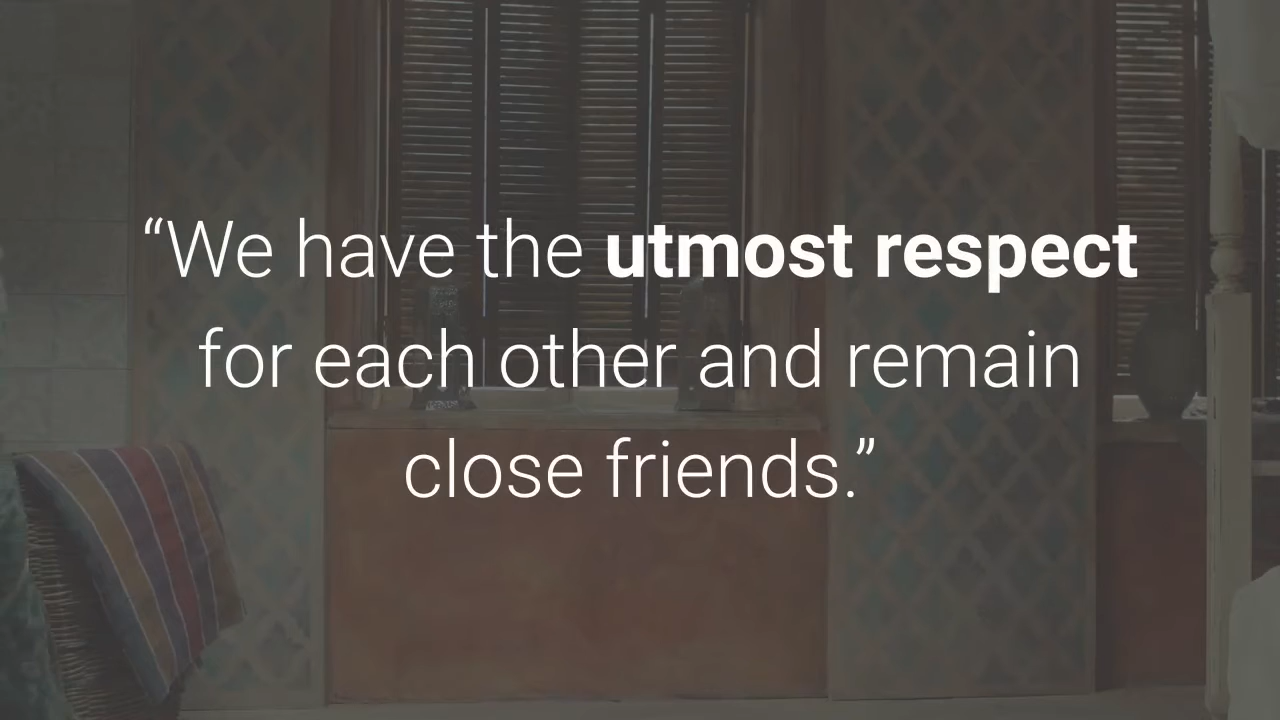 “We have the utmost respect
for each other and remain
close friends.”